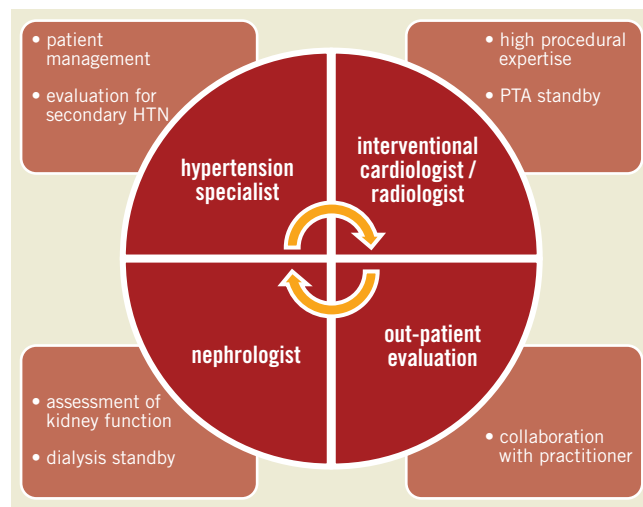 • patient
management
• evaluation for
secondary HTN
• high procedural
expertise
• PTA standby
hypertension
specialist
interventional
cardiologist /
radiologist
nephrologist
out-patient
evaluation
• assessment of
kidney function
• dialysis standby
• collaboration
with practitioner